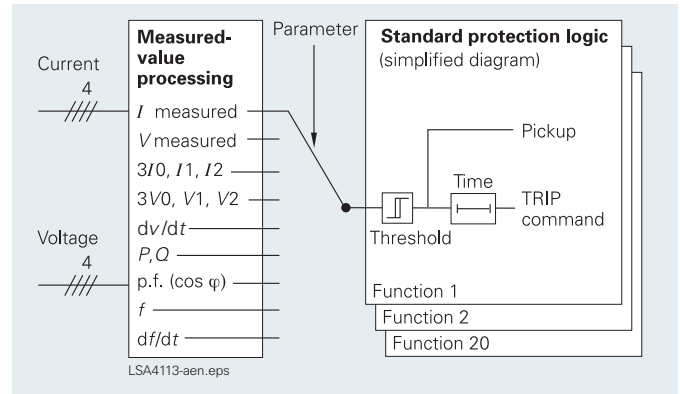 Current
4
Voltage
4
Measured-
value
processing
I measured
V measured
3I0, I1, I2
3V0, V1, V2
dv/dt
P,Q
p.f. (cos φ)
f
df/dt
LSA4113-aen.eps
Parameter
Standard protection logic
(simplified diagram)
Pickup
Time
TRIP
command
Threshold
Function 1
Function 2
Function 20